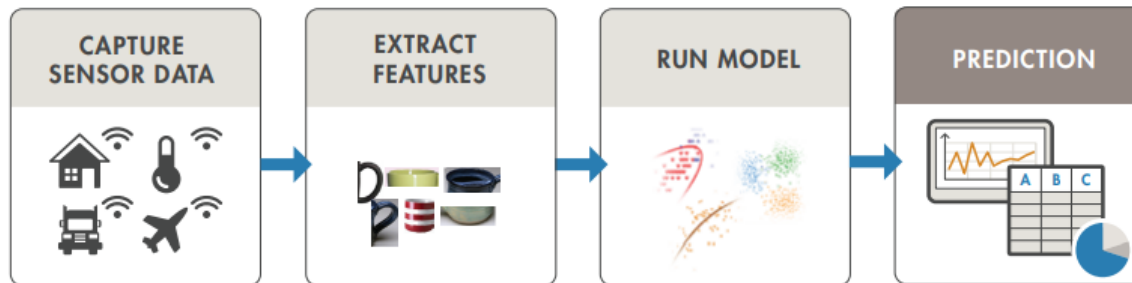 CAPTURE
SENSOR DATA
EXTRACT
FEATURES
RUN MODEL
PREDICTION
A B C